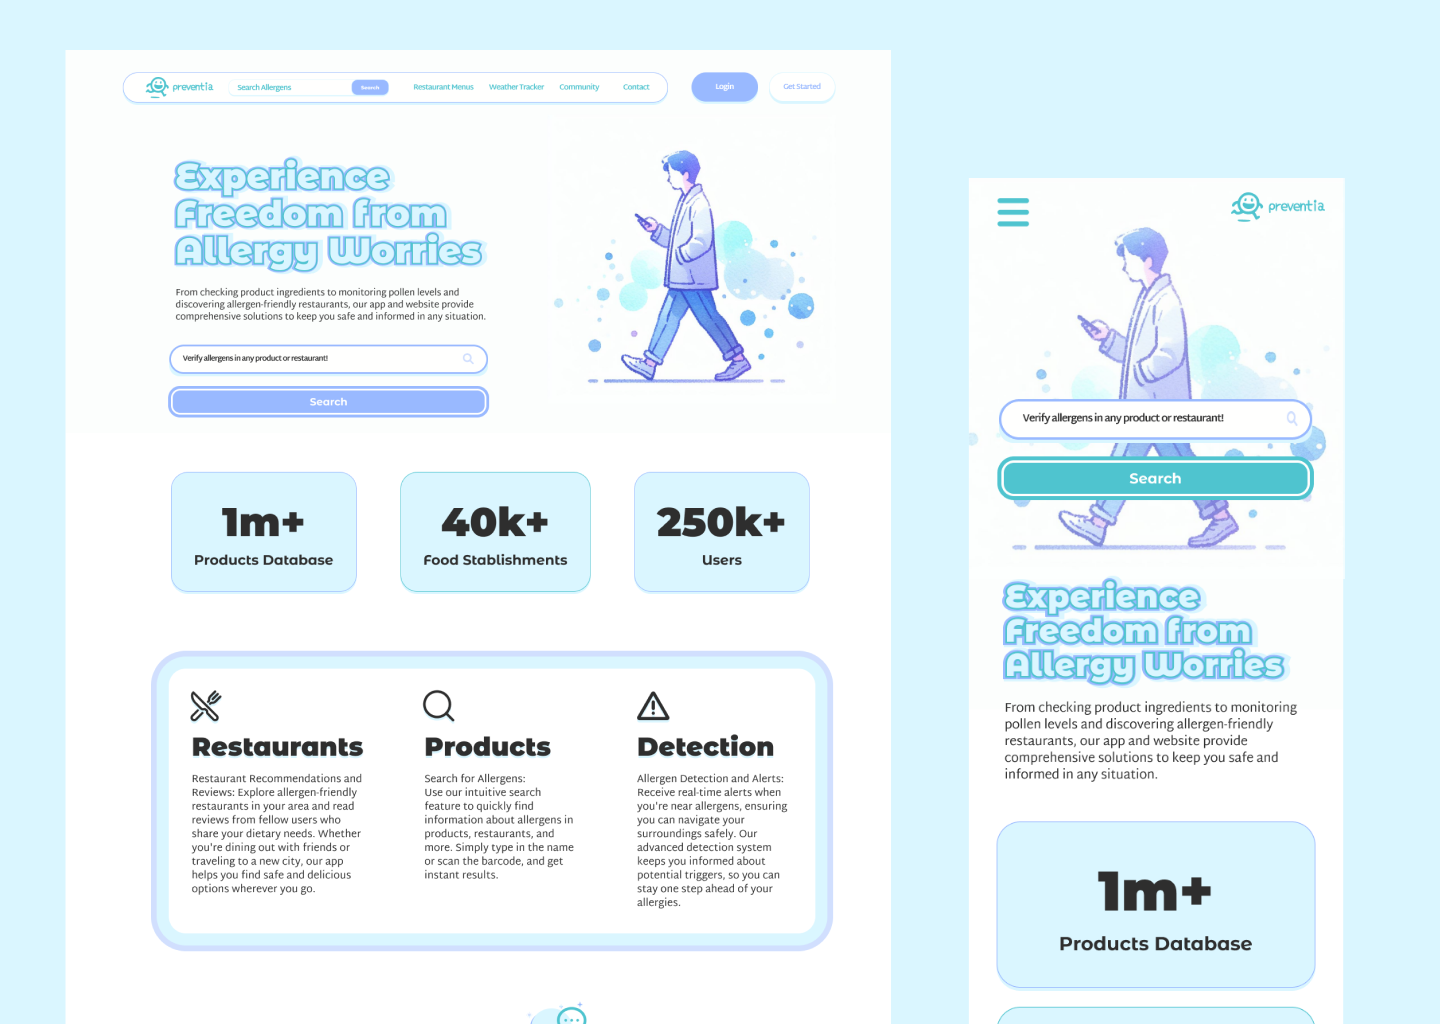 preventia
Search Allergens
Search
Restaurant Menus
Weather Tracker
Community
Contact
Login
Get Started
Experience
Freedom from
Allergy Worries
From checking product ingredients to monitoring pollen levels and
discovering allergen-friendly restaurants, our app and website provide
comprehensive solutions to keep you safe and informed in any situation.
Verify allergens in any product or restaurant!
Search
1m+
Products Database
40k+
Food Stablishments
250k+
Users
Restaurants
Restaurant Recommendations and
Reviews: Explore allergen-friendly
restaurants in your area and read
reviews from fellow users who
share your dietary needs. Whether
you're dining out with friends or
traveling to a new city, our app
helps you find safe and delicious
options wherever you go.
Products
Search for Allergens:
Use our intuitive search
feature to quickly find
information about allergens in
products, restaurants, and
more. Simply type in the name
or scan the barcode, and get
instant results.
Detection
Allergen Detection and Alerts:
Receive real-time alerts when
you're near allergens, ensuring
you can navigate your
surroundings safely. Our
advanced detection system
keeps you informed about
potential triggers, so you can
stay one step ahead of your
allergies.
preventia
Verify allergens in any product or restaurant!
Search
Experience
Freedom from
Allergy Worries
From checking product ingredients to monitoring
pollen levels and discovering allergen-friendly
restaurants, our app and website provide
comprehensive solutions to keep you safe and
informed in any situation.
1m+
Products Database